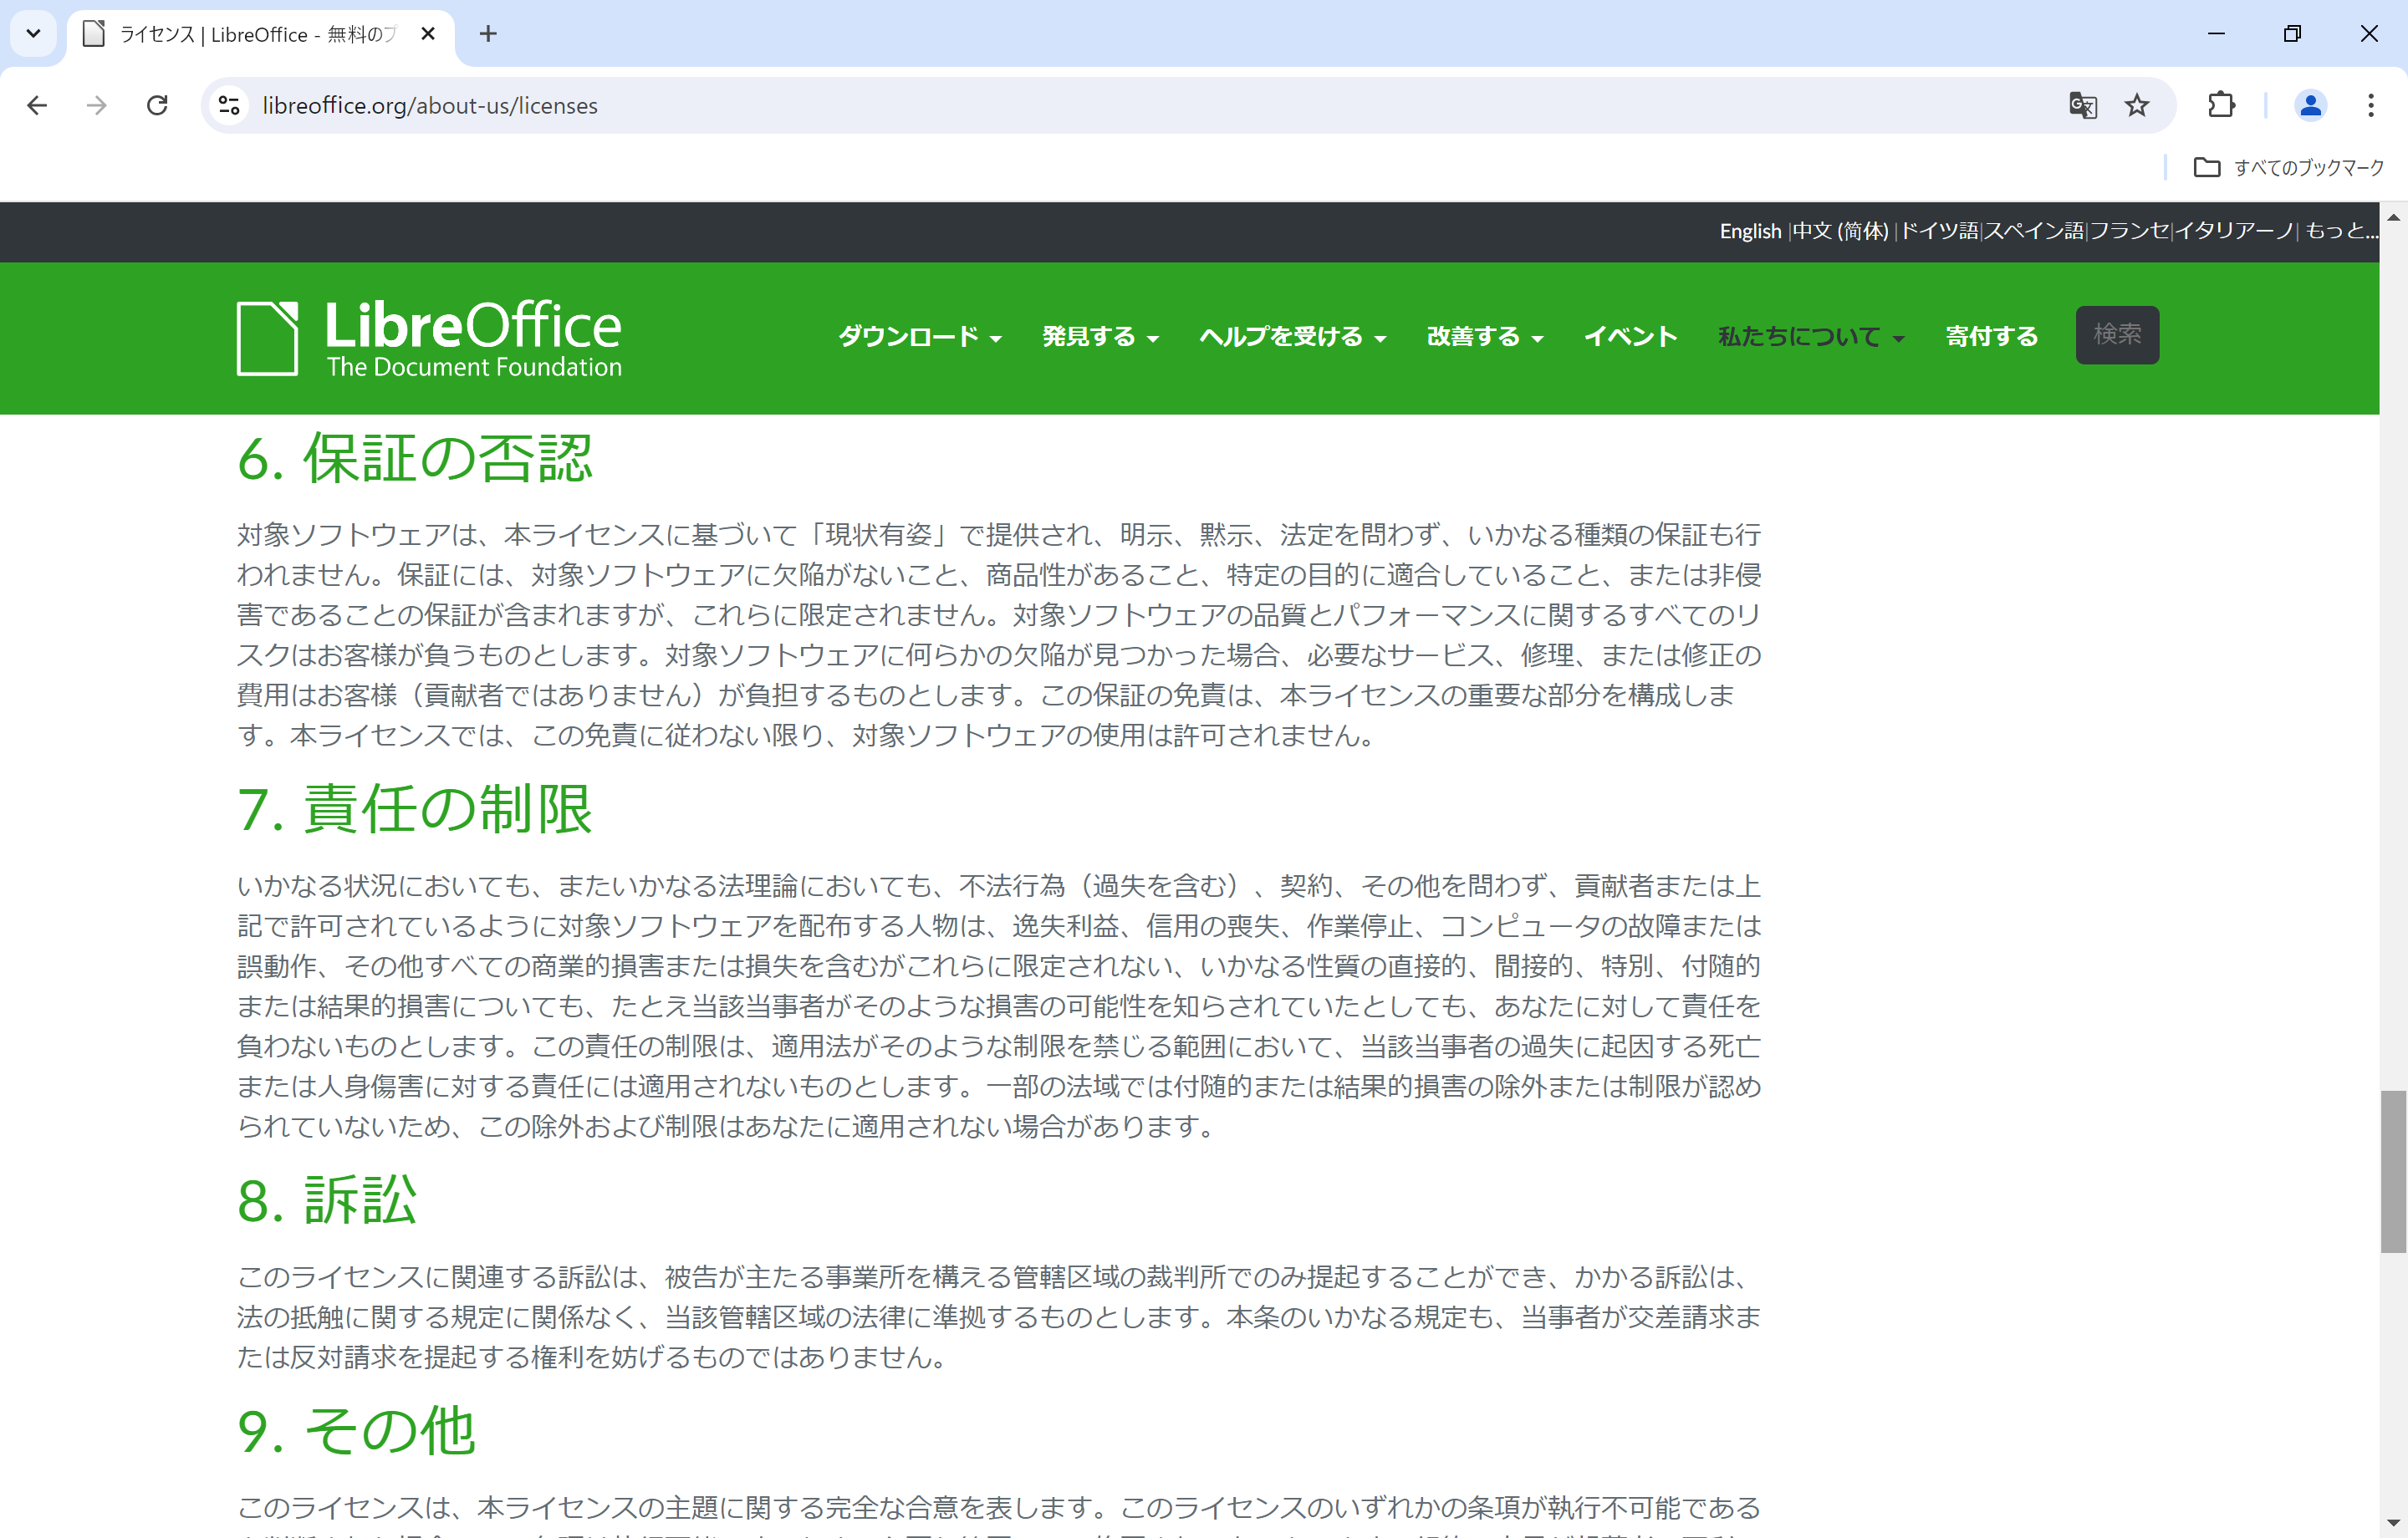 ライセンス | LibreOffice - 無料のプ
libreoffice.org/about-us/licenses
すべてのブックマーク
English |中文 (简体) |ドイツ語|スペイン語|フランセ|イタリアーノ| もっと...
LibreOffice
The Document Foundation
ダウンロード 発見する ヘルプを受ける 改善する イベント 私たちについて 寄付する 検索
6. 保証の否認
対象ソフトウェアは、本ライセンスに基づいて「現状有姿」で提供され、明示、黙示、法定を問わず、いかなる種類の保証も行
われません。保証には、対象ソフトウェアに欠陥がないこと、商品性があること、特定の目的に適合していること、または非侵
害であることの保証が含まれますが、これらに限定されません。対象ソフトウェアの品質とパフォーマンスに関するすべてのリ
スクはお客様が負うものとします。対象ソフトウェアに何らかの欠陥が見つかった場合、必要なサービス、修理、または修正の
費用はお客様（貢献者ではありません）が負担するものとします。この保証の免責は、本ライセンスの重要な部分を構成しま
す。本ライセンスでは、この免責に従わない限り、対象ソフトウェアの使用は許可されません。
7. 責任の制限
いかなる状況においても、またいかなる法理論においても、不法行為（過失を含む）、契約、その他を問わず、貢献者または上
記で許可されているように対象ソフトウェアを配布する人物は、逸失利益、信用の喪失、作業停止、コンピュータの故障または
誤動作、その他すべての商業的損害または損失を含むがこれらに限定されない、いかなる性質の直接的、間接的、特別、付随的
または結果的損害についても、たとえ当該当事者がそのような損害の可能性を知らされていたとしても、あなたに対して責任を
負わないものとします。この責任の制限は、適用法がそのような制限を禁じる範囲において、当該当事者の過失に起因する死亡
または人身傷害に対する責任には適用されないものとします。一部の法域では付随的または結果的損害の除外または制限が認め
られていないため、この除外および制限はあなたに適用されない場合があります。
8. 訴訟
このライセンスに関連する訴訟は、被告が主たる事業所を構える管轄区域の裁判所でのみ提起することができ、かかる訴訟は、
法の抵触に関する規定に関係なく、当該管轄区域の法律に準拠するものとします。本条のいかなる規定も、当事者が交差請求ま
たは反対請求を提起する権利を妨げるものではありません。
9. その他
このライセンスは、本ライセンスの主題に関する完全な合意を表します。このライセンスのいずれかの条項が執行不可能である